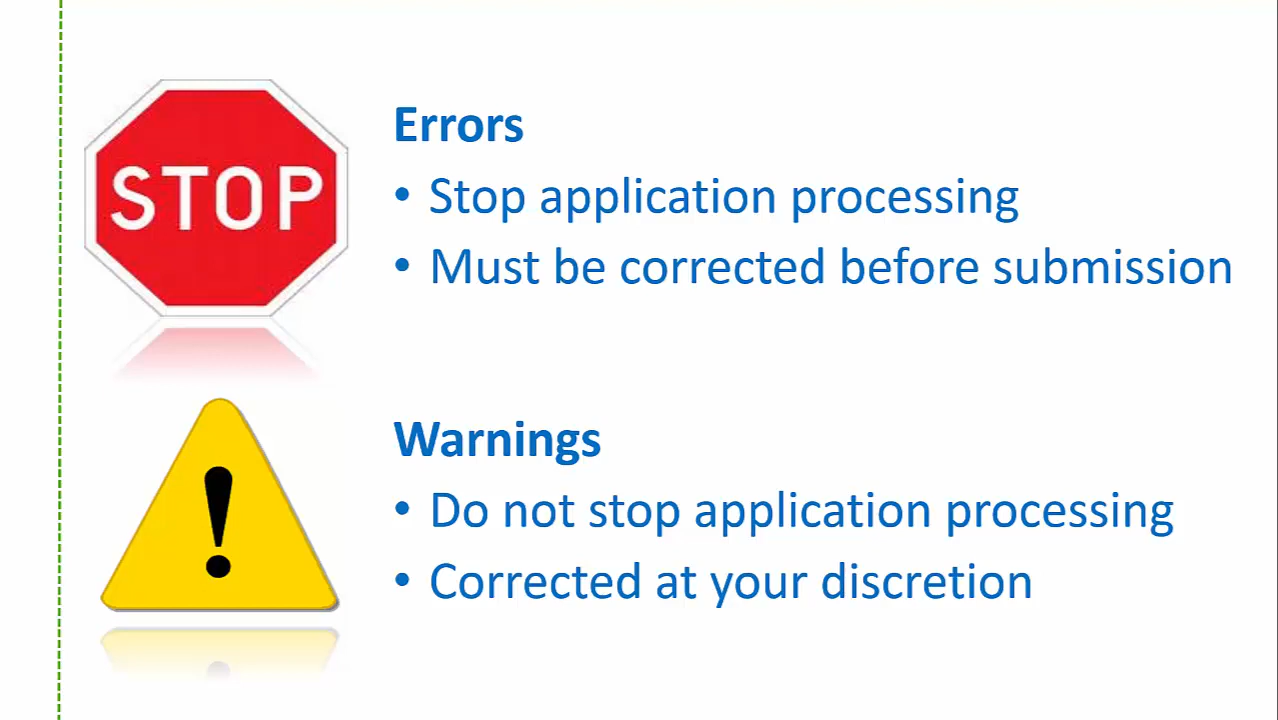 STOP
Errors
• Stop application processing
• Must be corrected before submission
!
Warnings
• Do not stop application processing
• Corrected at your discretion